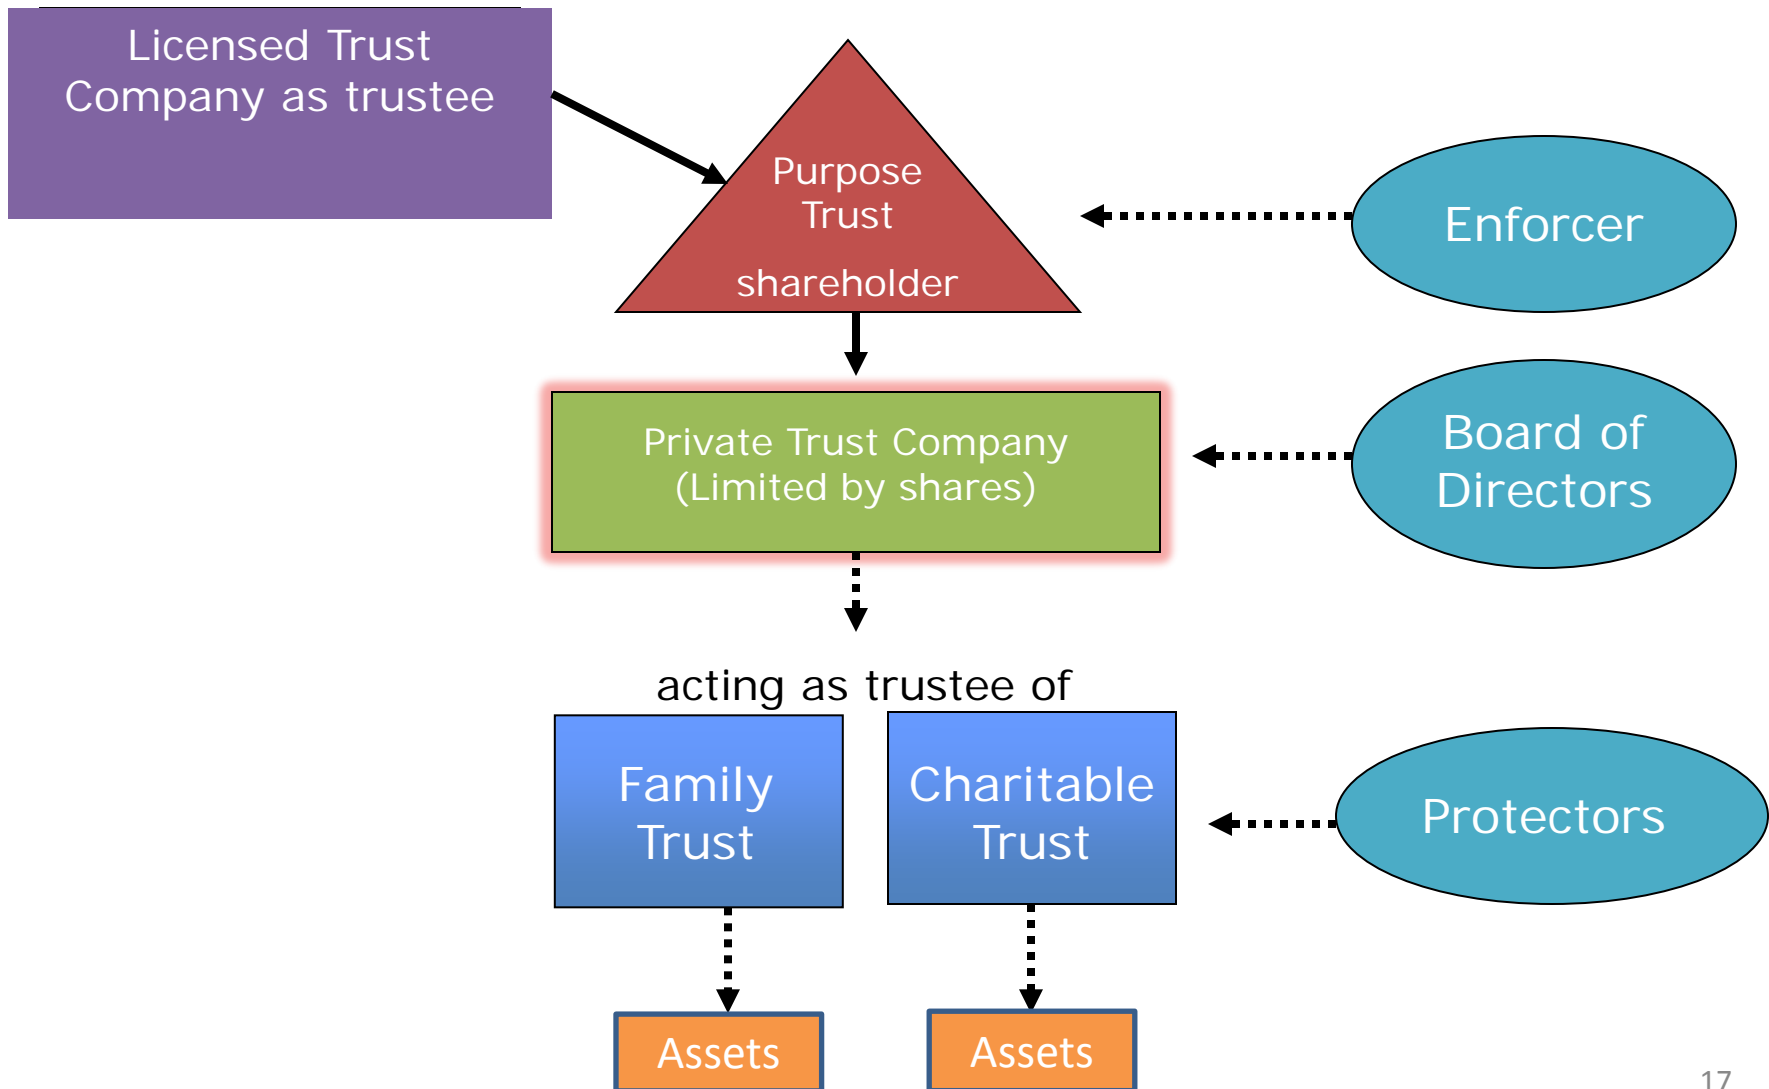 Licensed Trust
Company as trustee
Purpose
Trust
shareholder
Enforcer
Private Trust Company
(Limited by shares)
Board of
Directors
acting as trustee of
Family
Trust
Charitable
Trust
Protectors
Assets
Assets
17